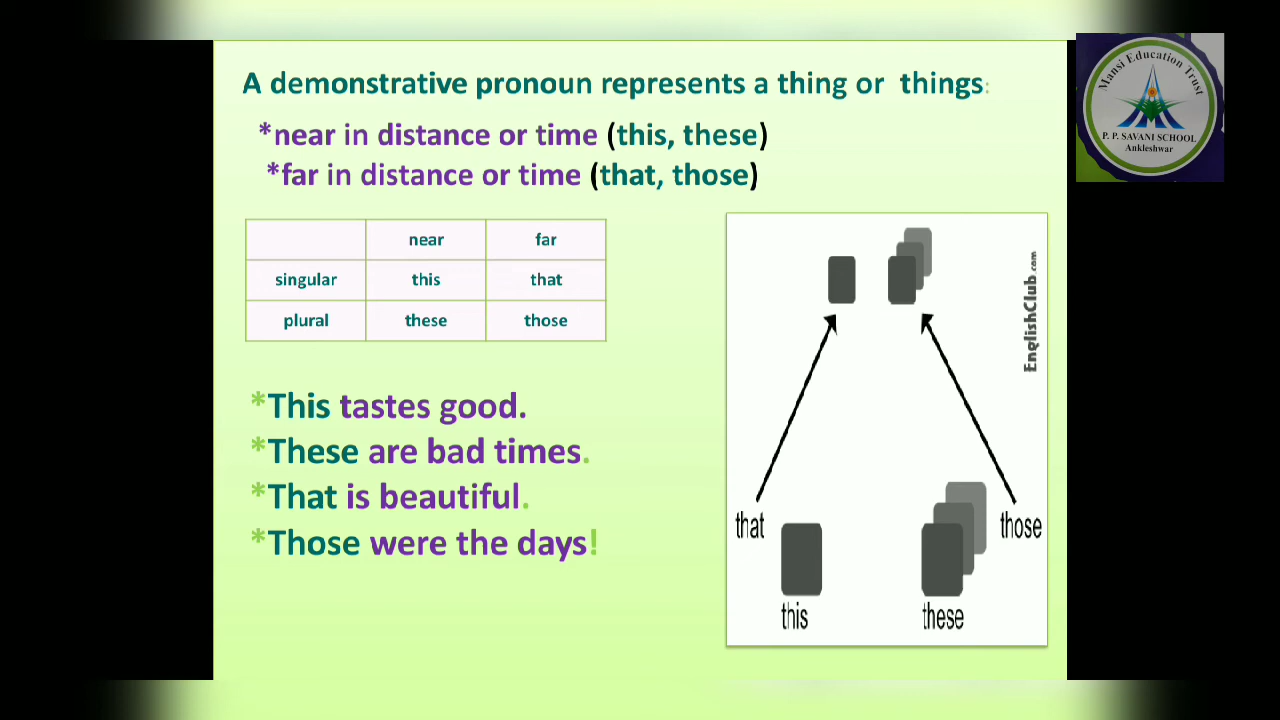 A demonstrative pronoun represents a thing or things:
*near in distance or time (this, these)
*far in distance or time (that, those)
near far
singular this that
plural these those
*This tastes good.
*These are bad times.
*That is beautiful.
*Those were the days!
EnglishClub.com
that those
this these
Mansi Education Trust
P. P. SAVANI SCHOOL
Ankleshwar